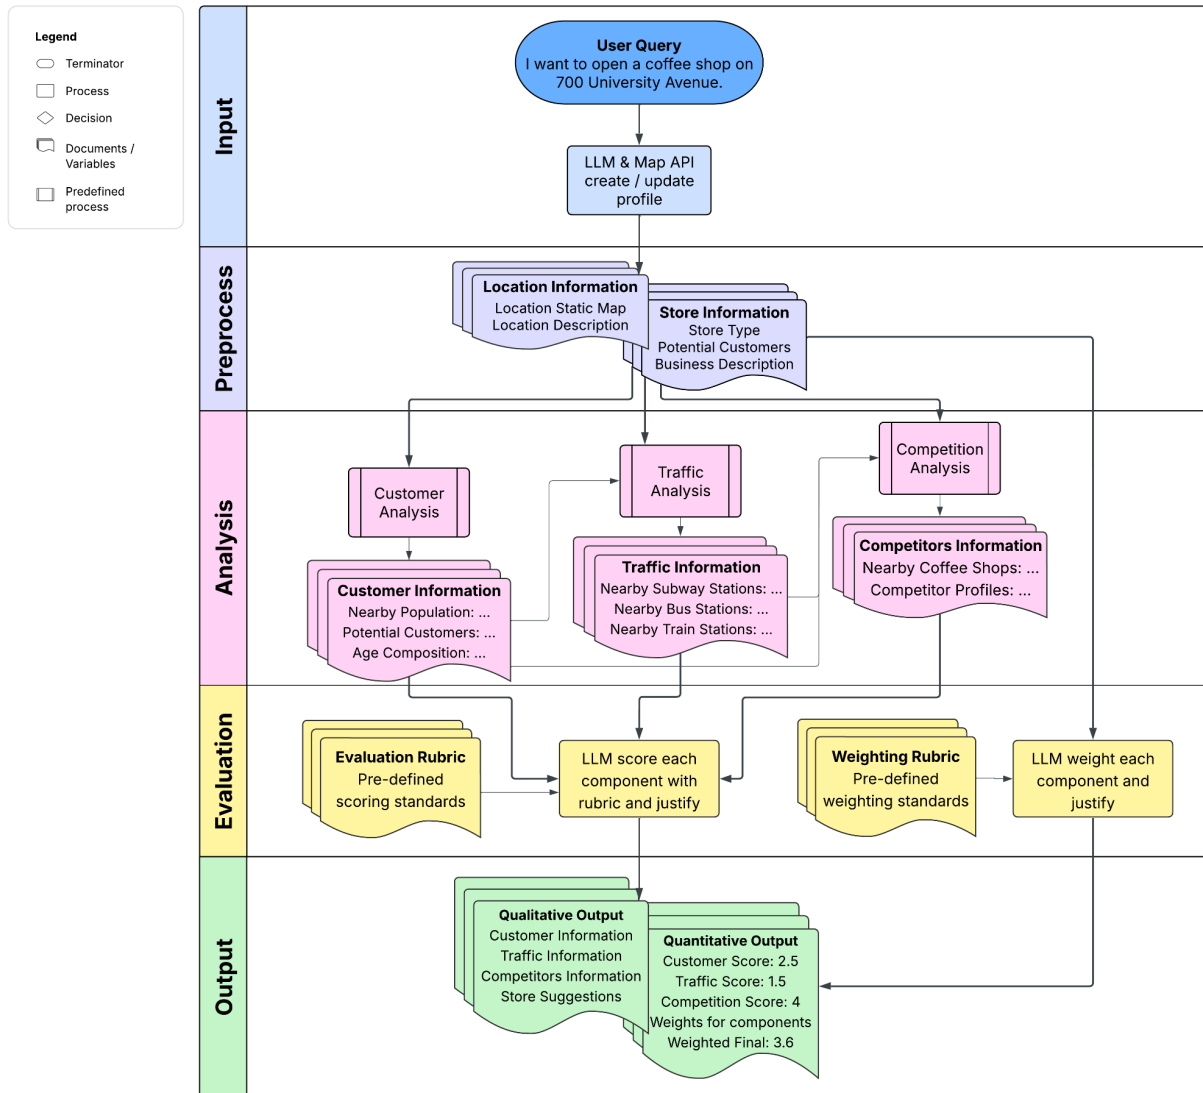 Legend
Terminator
Process
Decision
Documents /
Variables
Predefined
process
Input
User Query
I want to open a coffee shop on
700 University Avenue.
LLM & Map API
create / update
profile
Preprocess
Location Information
Location Static Map
Location Description
Store Information
Store Type
Potential Customers
Business Description
Analysis
Customer
Analysis
Traffic
Analysis
Competition
Analysis
Customer Information
Nearby Population: ...
Potential Customers: ...
Age Composition: ...
Traffic Information
Nearby Subway Stations: ...
Nearby Bus Stations: ...
Nearby Train Stations: ...
Competitors Information
Nearby Coffee Shops: ...
Competitor Profiles: ...
Evaluation
Evaluation Rubric
Pre-defined
scoring standards
LLM score each
component with
rubric and justify
Weighting Rubric
Pre-defined
weighting standards
LLM weight each
component and
justify
Output
Qualitative Output
Customer Information
Traffic Information
Competitors Information
Store Suggestions
Quantitative Output
Customer Score: 2.5
Traffic Score: 1.5
Competition Score: 4
Weights for components
Weighted Final: 3.6